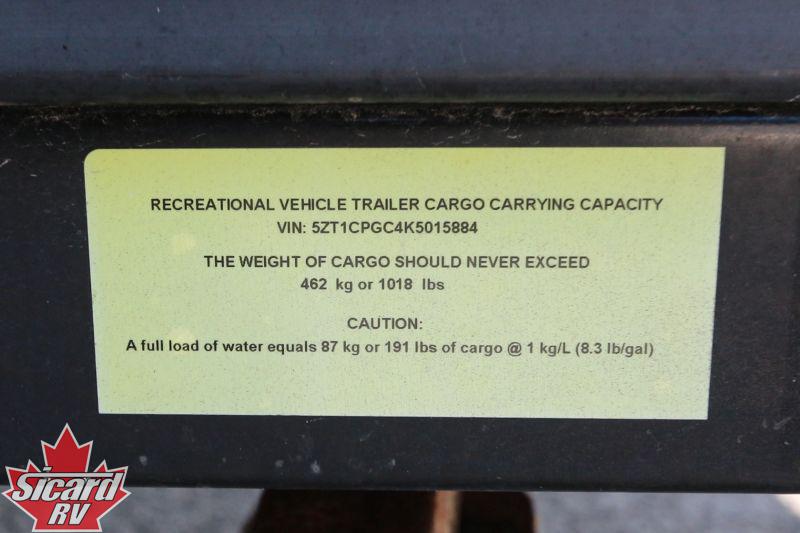 RECREATIONAL VEHICLE TRAILER CARGO CARRYING CAPACITY
VIN: 5ZT1CPGC4K5015884
THE WEIGHT OF CARGO SHOULD NEVER EXCEED
462 kg or 1018 lbs
CAUTION:
A full load of water equals 87 kg or 191 lbs of cargo @ 1 kg/L (8.3 lb/gal)
Sicard
RV